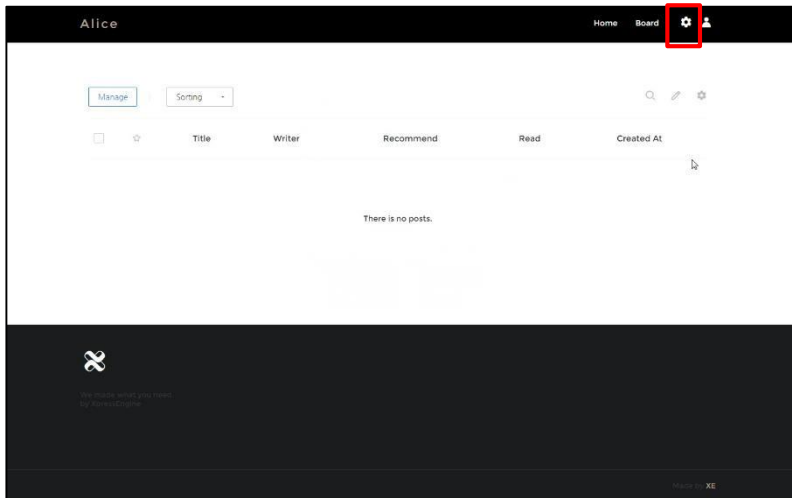 Alice
Home Board
Manage Sorting
Title Writer Recommend Read Created At
There is no posts.
We made what you need
by XpressEngine
Made by XE